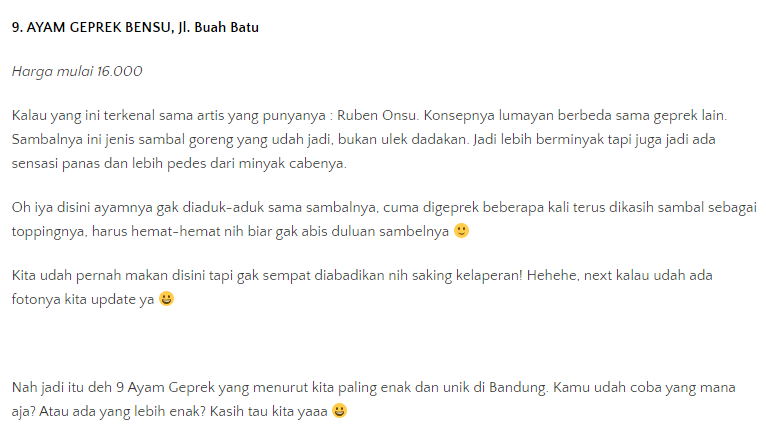 9. AYAM GEPREK BENSU, Jl. Buah Batu
Harga mulai 16.000
Kalau yang ini terkenal sama artis yang punyanya : Ruben Onsu. Konsepnya lumayan berbeda sama geprek lain.
Sambalnya ini jenis sambal goreng yang udah jadi, bukan ulek dadakan. Jadi lebih berminyak tapi juga jadi ada
sensasi panas dan lebih pedes dari minyak cabenya.
Oh iya disini ayamnya gak diaduk-aduk sama sambalnya, cuma digeprek beberapa kali terus dikasih sambal sebagai
toppingnya, harus hemat-hemat nih biar gak abis duluan sambelnya 🙂
Kita udah pernah makan disini tapi gak sempat diabadikan nih saking kelaperan! Hehehe, next kalau udah ada
fotonya kita update ya 😀
Nah jadi itu deh 9 Ayam Geprek yang menurut kita paling enak dan unik di Bandung. Kamu udah coba yang mana
aja? Atau ada yang lebih enak? Kasih tau kita yaaa 😀